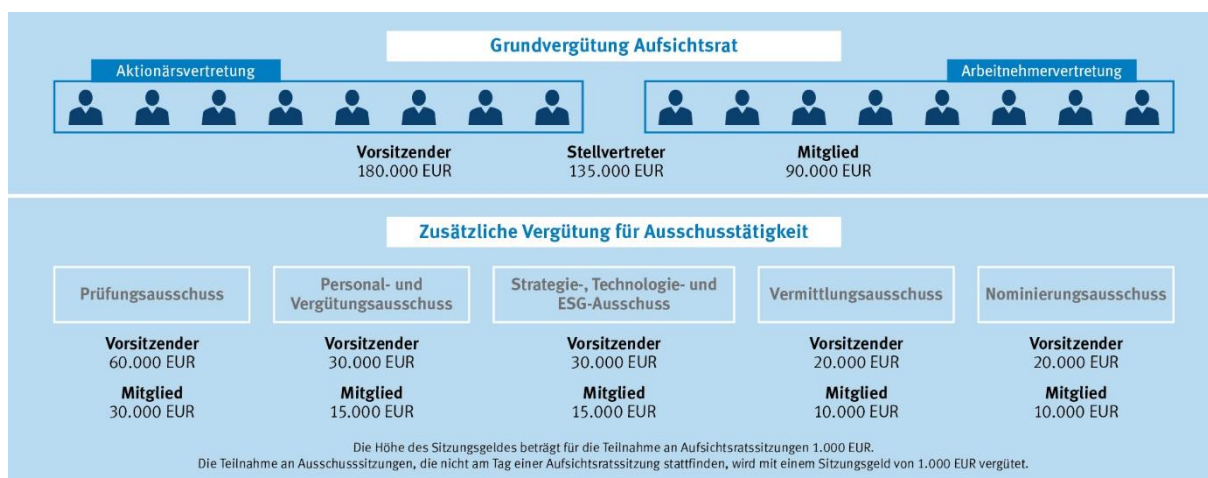 Grundvergütung Aufsichtsrat
Aktionärsvertretung
Arbeitnehmervertretung
Vorsitzender
180.000 EUR
Stellvertreter
135.000 EUR
Mitglied
90.000 EUR
Zusätzliche Vergütung für Ausschusstätigkeit
Prüfungsausschuss
Personal- und
Vergütungsausschuss
Strategie-, Technologie- und
ESG-Ausschuss
Vermittlungsausschuss
Nominierungsausschuss
Vorsitzender
60.000 EUR
Vorsitzender
30.000 EUR
Vorsitzender
30.000 EUR
Vorsitzender
20.000 EUR
Vorsitzender
20.000 EUR
Mitglied
30.000 EUR
Mitglied
15.000 EUR
Mitglied
15.000 EUR
Mitglied
10.000 EUR
Mitglied
10.000 EUR
Die Höhe des Sitzungsgeldes beträgt für die Teilnahme an Aufsichtsratssitzungen 1.000 EUR.
Die Teilnahme an Ausschusssitzungen, die nicht am Tag einer Aufsichtsratssitzung stattfinden, wird mit einem Sitzungsgeld von 1.000 EUR vergütet.